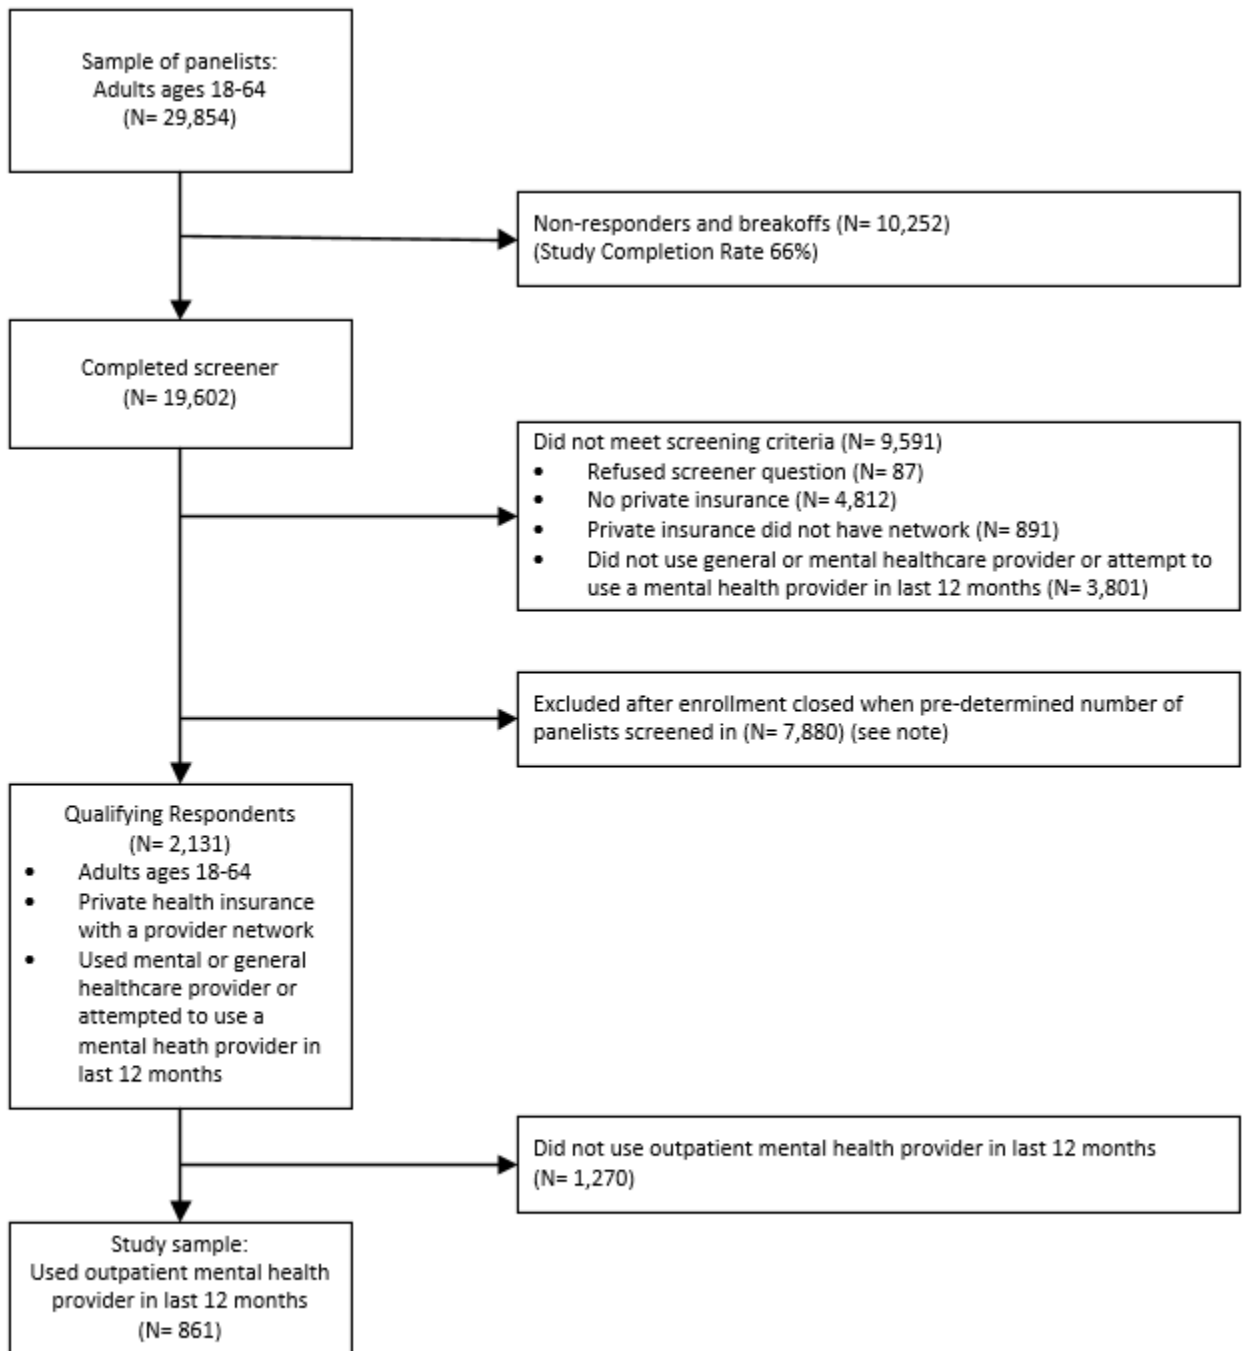 Sample of panelists:
Adults ages 18-64
(N= 29,854)
Non-responders and breakoffs (N= 10,252)
(Study Completion Rate 66%)
Completed screener
(N= 19,602)
Did not meet screening criteria (N= 9,591)
• Refused screener question (N= 87)
• No private insurance (N= 4,812)
• Private insurance did not have network (N= 891)
• Did not use general or mental healthcare provider or attempt to
use a mental health provider in last 12 months (N= 3,801)
Excluded after enrollment closed when pre-determined number of
panelists screened in (N= 7,880) (see note)
Qualifying Respondents
(N= 2,131)
• Adults ages 18-64
• Private health insurance
with a provider network
• Used mental or general
healthcare provider or
attempted to use a
mental heath provider in
last 12 months
Did not use outpatient mental health provider in last 12 months
(N= 1,270)
Study sample:
Used outpatient mental health
provider in last 12 months
(N= 861)